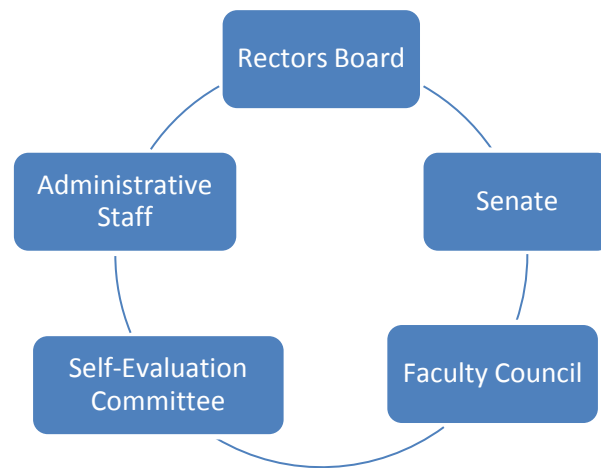 Rectors Board
Administrative
Staff
Senate
Self-Evaluation
Committee
Faculty Council